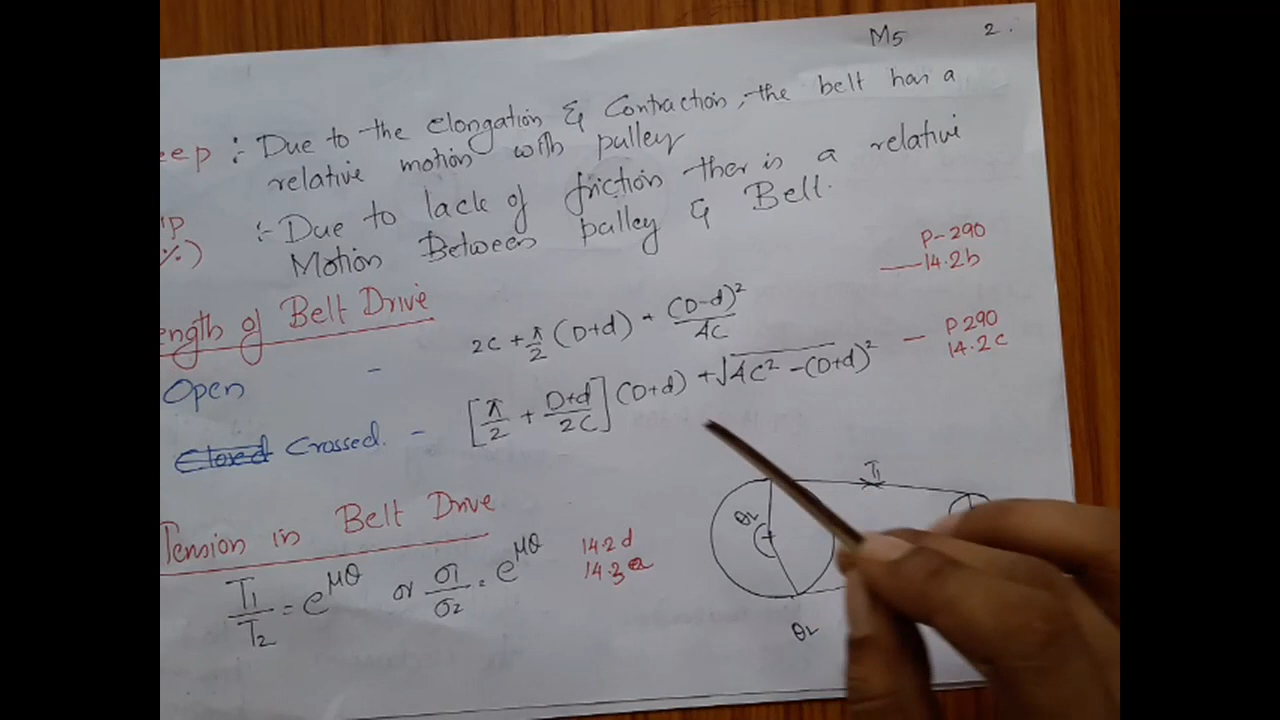 M5 2.
eep :- Due to the elongation & Contraction, the belt has a
relative motion with pulley
:- Due to lack of friction ther is a relative
%) Motion Between pulley & Belt.
P-290
14.2b
ength of Belt Drive
Open - 2C + π/2 (D+d) + (D-d)²/4C
P290
14.2c
Closed Crossed. - [π/2 + D+d/2C] (D+d) + √4C² - (D+d)²
Tension in Belt Drive
T1/T2 = e^μθ or σ1/σ2 = e^μθ
14.2d
14.3e
T1
θL
θL